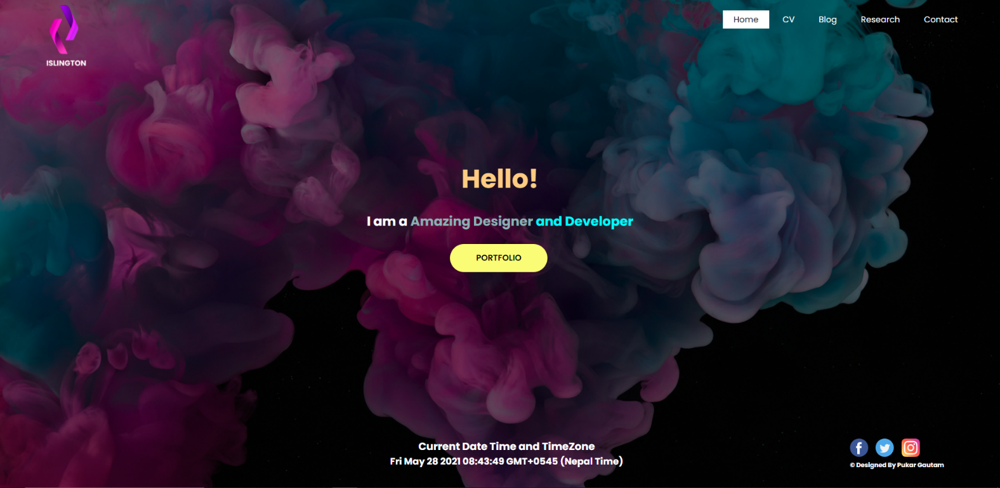 ISLINGTON
Home CV Blog Research Contact
Hello!
I am a Amazing Designer and Developer
PORTFOLIO
Current Date Time and TimeZone
Fri May 28 2021 08:43:49 GMT+0545 (Nepal Time)
© Designed By Pukar Gautam